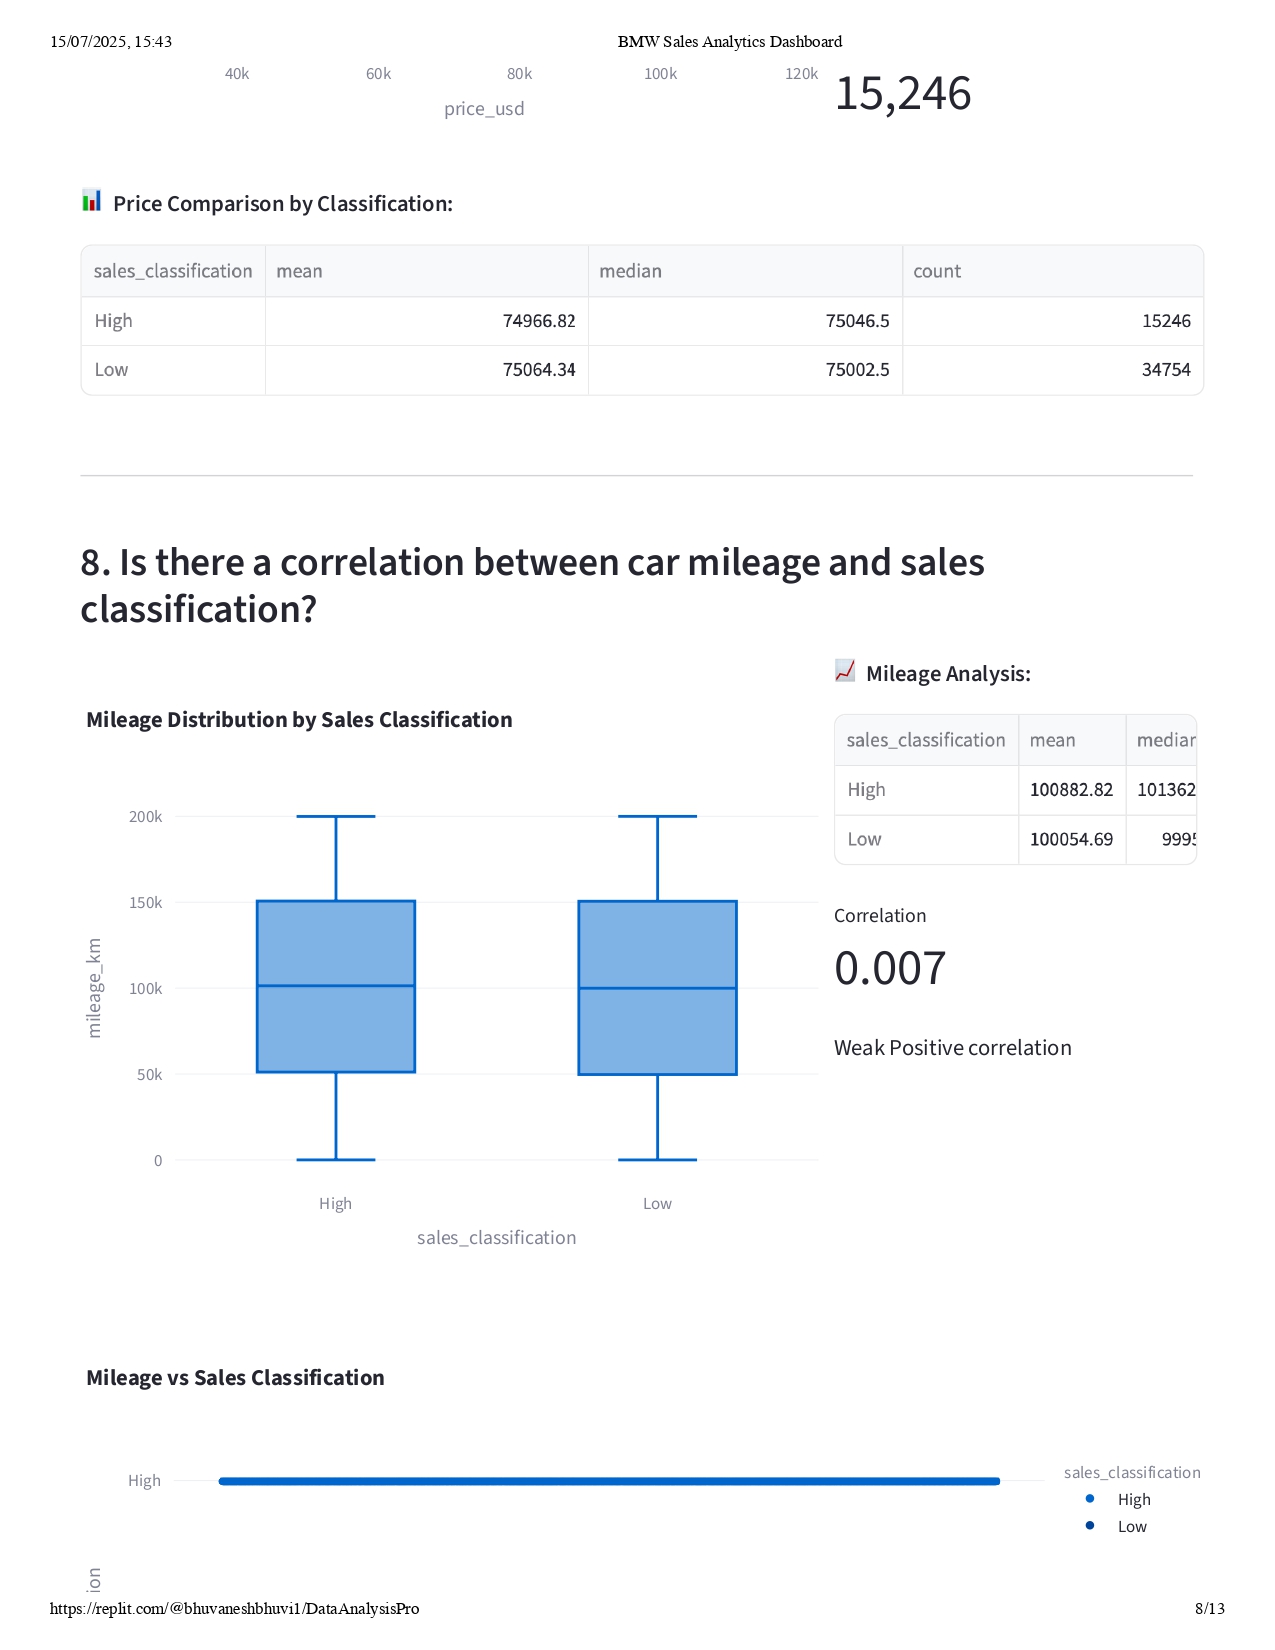 15/07/2025, 15:43
BMW Sales Analytics Dashboard
40k 60k 80k 100k 120k
price_usd
15,246
Price Comparison by Classification:
sales_classification mean median count
High 74966.82 75046.5 15246
Low 75064.34 75002.5 34754
8. Is there a correlation between car mileage and sales
classification?
Mileage Distribution by Sales Classification
200k
150k
100k
50k
0
mileage_km
High Low
sales_classification
Mileage Analysis:
sales_classification mean
High 100882.82 101362
Low 100054.69
Correlation
0.007
Weak Positive correlation
Mileage vs Sales Classification
High
sales_classification
High
Low
ion
https://replit.com/@bhuvaneshbhuvi1/DataAnalysisPro
8/13